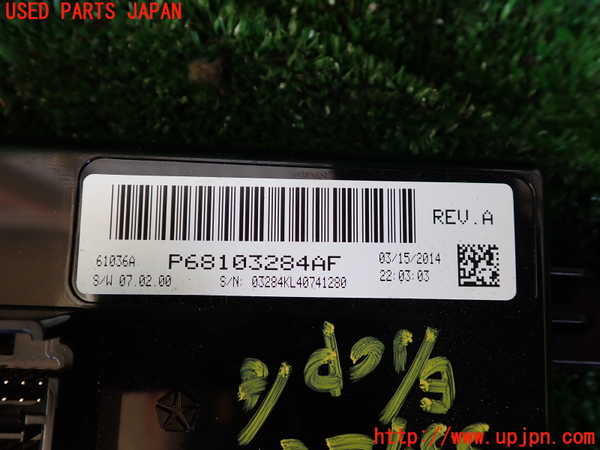 USED PARTS JAPAN
REV.A
61036A
P68103284AF
03/15/2014
S/W 07.02.00
S/N: 03284KL40741280
22:03:03
http://www.upjpn.com/